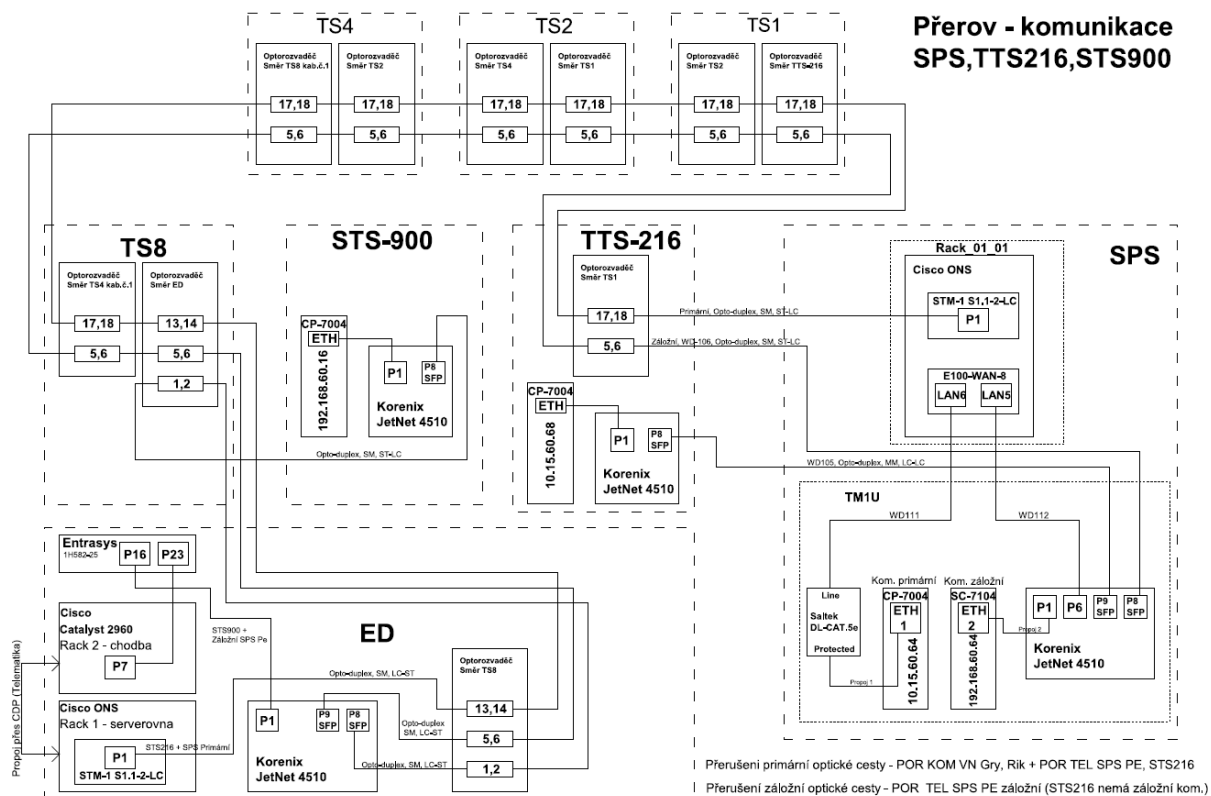 Přerov - komunikace
SPS,TTS216,STS900
TS4
Optorozvaděč
Směr TS8 kab.č.1
17,18
5,6
Optorozvaděč
Směr TS2
17,18
5,6
TS2
Optorozvaděč
Směr TS4
17,18
5,6
Optorozvaděč
Směr TS1
17,18
5,6
TS1
Optorozvaděč
Směr TS2
17,18
5,6
Optorozvaděč
Směr TTS-216
17,18
5,6
TS8
Optorozvaděč
Směr TS4 kab.č.1
17,18
5,6
Optorozvaděč
Směr ED
13,14
5,6
1,2
STS-900
CP-7004
ETH
192.168.60.16
P1
P8
SFP
Korenix
JetNet 4510
Opto-duplex, SM, ST-LC
TTS-216
Optorozvaděč
Směr TS1
17,18
5,6
Primární, Opto-duplex, SM, ST-LC
Záložní, WD-106, Opto-duplex, SM, ST-LC
CP-7004
ETH
10.15.60.68
P1
P8
SFP
Korenix
JetNet 4510
WD105, Opto-duplex, MM, LC-LC
SPS
Rack_01_01
Cisco ONS
STM-1 S1.1-2-LC
P1
E100-WAN-8
LAN6
LAN5
TM1U
WD111
WD112
Line
Saltek
DL-CAT.5e
Protected
Kom. primární
CP-7004
ETH
1
10.15.60.64
Propoj 1
Kom. záložní
SC-7104
ETH
2
192.168.60.64
Propoj 2
P1
P6
P9
SFP
P8
SFP
Korenix
JetNet 4510
ED
Entrasys
1H582-25
P16
P23
Cisco
Catalyst 2960
Rack 2 - chodba
P7
Propoj přes CDP (Telematika)
Cisco ONS
Rack 1 - serverovna
P1
STM-1 S1.1-2-LC
STS216 + SPS Primární
STS900 +
Záložní SPS Pe
P1
P9
SFP
P8
SFP
Korenix
JetNet 4510
Opto-duplex, SM, LC-ST
Opto-duplex
SM, LC-ST
Opto-duplex, SM, LC-ST
Optorozvaděč
Směr TS8
13,14
5,6
1,2
Přerušeni primární optické cesty - POR KOM VN Gry, Rik + POR TEL SPS PE, STS216
Přerušení záložní optické cesty - POR TEL SPS PE záložní (STS216 nemá záložní kom.)